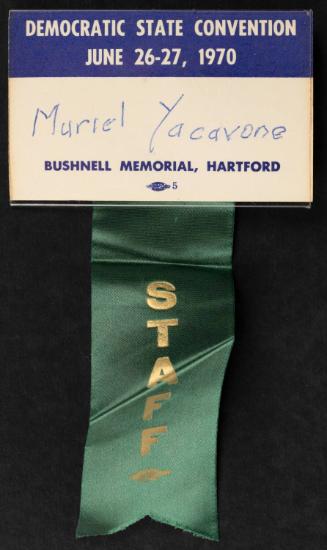 DEMOCRATIC STATE CONVENTION
JUNE 26-27, 1970
Muriel Yacavone
BUSHNELL MEMORIAL, HARTFORD
5
STAFF